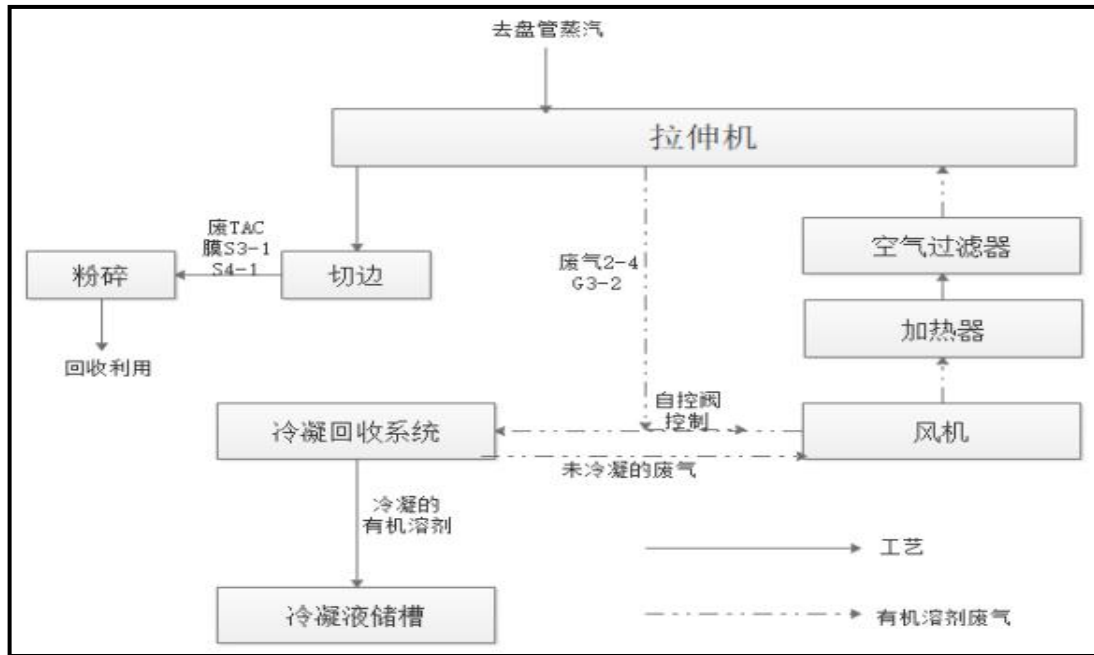 去盘管蒸汽
拉伸机
空气过滤器
废TAC
膜S3-1
S4-1
粉碎
切边
废气2-4
G3-2
加热器
回收利用
自控阀
控制
冷凝回收系统
风机
未冷凝的废气
冷凝的
有机溶剂
工艺
冷凝液储槽
有机溶剂废气